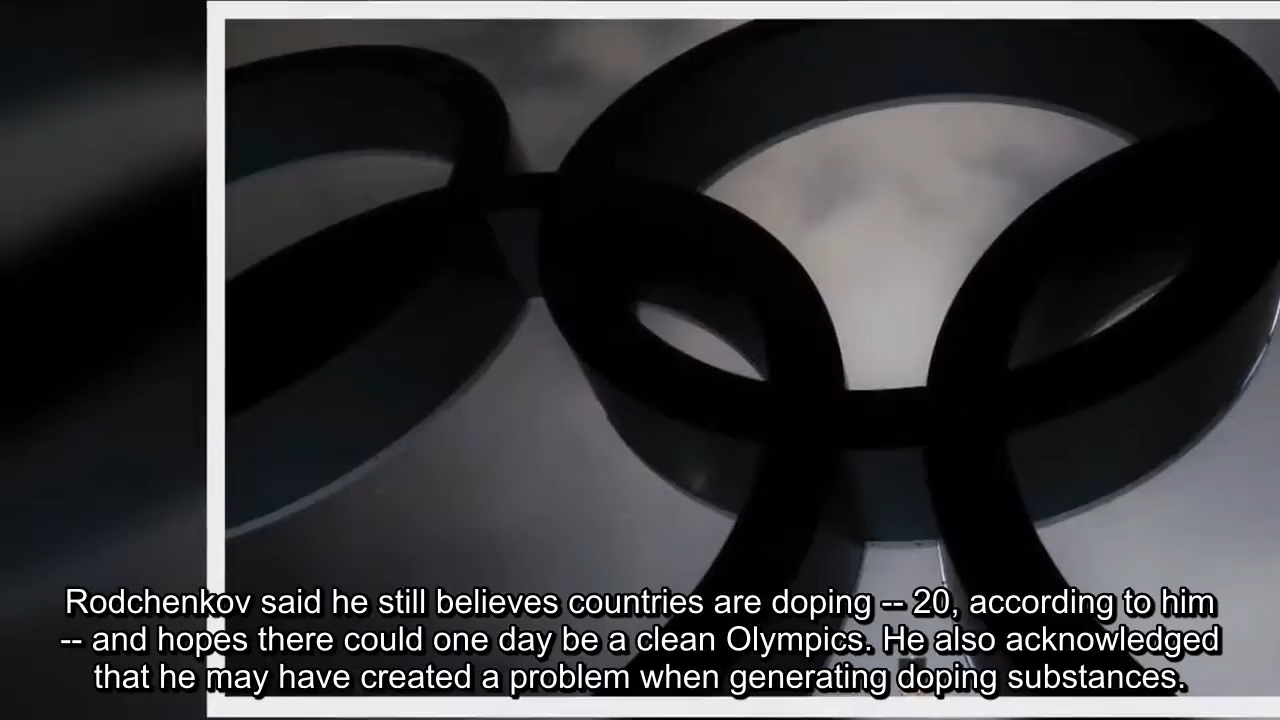 Rodchenkov said he still believes countries are doping -- 20, according to him
-- and hopes there could one day be a clean Olympics. He also acknowledged
that he may have created a problem when generating doping substances.